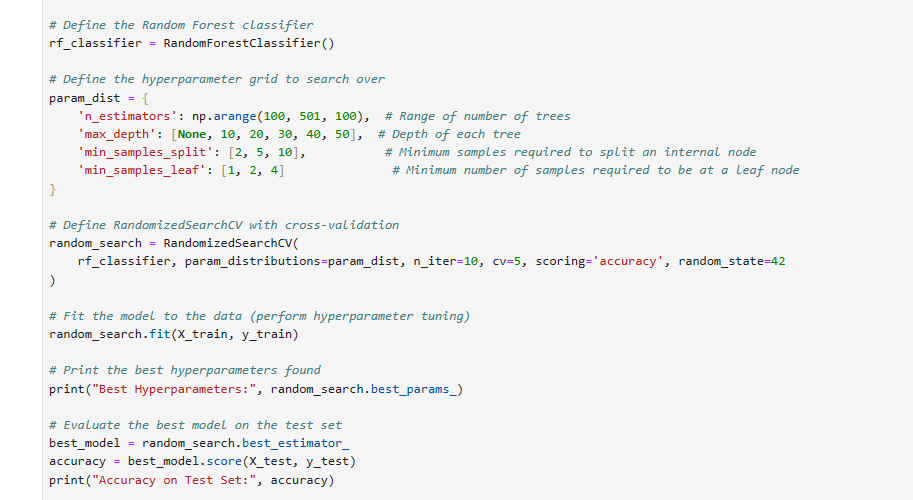 # Define the Random Forest classifier
rf_classifier = RandomForestClassifier()

# Define the hyperparameter grid to search over
param_dist = {
    'n_estimators': np.arange(100, 501, 100),  # Range of number of trees
    'max_depth': [None, 10, 20, 30, 40, 50],  # Depth of each tree
    'min_samples_split': [2, 5, 10],           # Minimum samples required to split an internal node
    'min_samples_leaf': [1, 2, 4]               # Minimum number of samples required to be at a leaf node
}

# Define RandomizedSearchCV with cross-validation
random_search = RandomizedSearchCV(
    rf_classifier, param_distributions=param_dist, n_iter=10, cv=5, scoring='accuracy', random_state=42
)

# Fit the model to the data (perform hyperparameter tuning)
random_search.fit(X_train, y_train)

# Print the best hyperparameters found
print("Best Hyperparameters:", random_search.best_params_)

# Evaluate the best model on the test set
best_model = random_search.best_estimator_
accuracy = best_model.score(X_test, y_test)
print("Accuracy on Test Set:", accuracy)